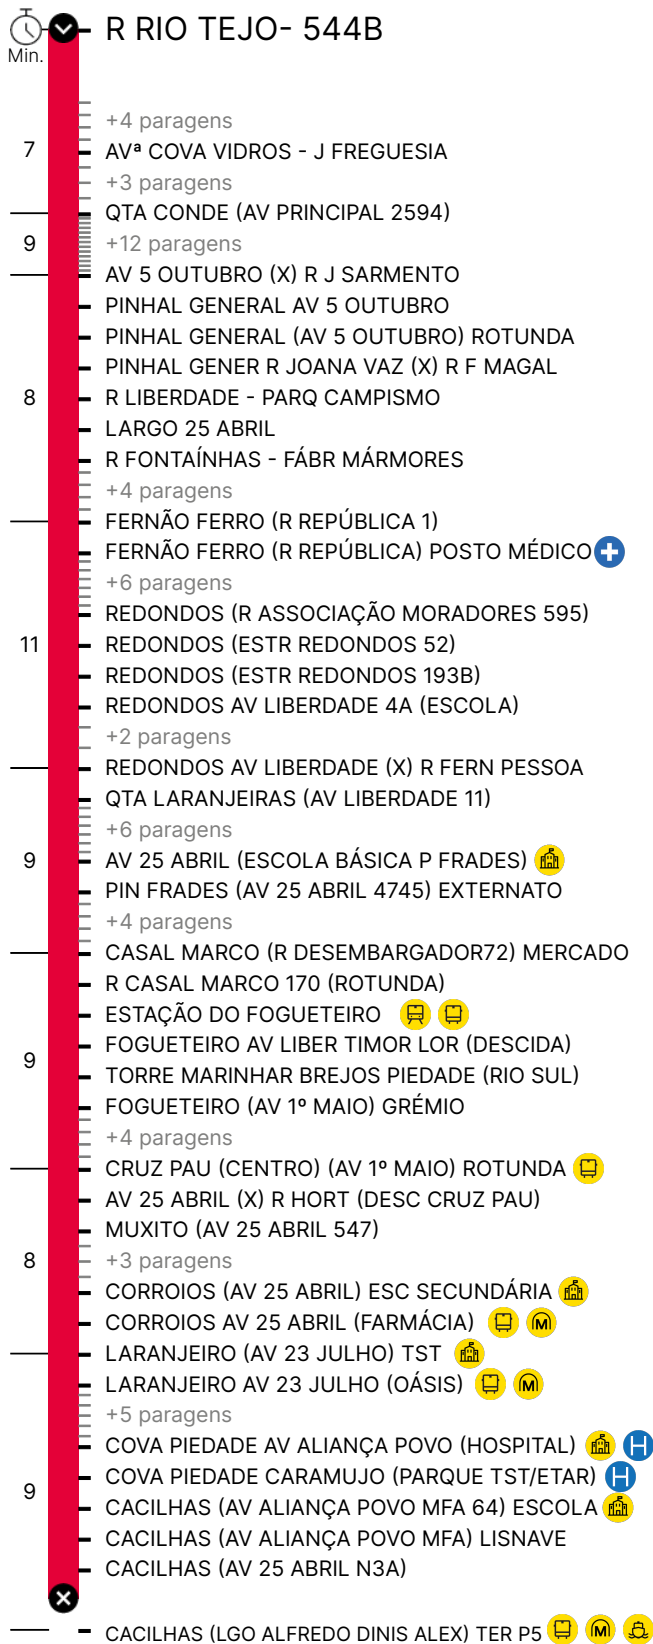 R RIO TEJO- 544B
Min.
+4 paragens
7
AVª COVA VIDROS - J FREGUESIA
+3 paragens
QTA CONDE (AV PRINCIPAL 2594)
9
+12 paragens
AV 5 OUTUBRO (X) R J SARMENTO
PINHAL GENERAL AV 5 OUTUBRO
PINHAL GENERAL (AV 5 OUTUBRO) ROTUNDA
PINHAL GENER R JOANA VAZ (X) R F MAGAL
8
R LIBERDADE - PARQ CAMPISMO
LARGO 25 ABRIL
R FONTAÍNHAS - FÁBR MÁRMORES
+4 paragens
FERNÃO FERRO (R REPÚBLICA 1)
FERNÃO FERRO (R REPÚBLICA) POSTO MÉDICO
+6 paragens
REDONDOS (R ASSOCIAÇÃO MORADORES 595)
11
REDONDOS (ESTR REDONDOS 52)
REDONDOS (ESTR REDONDOS 193B)
REDONDOS AV LIBERDADE 4A (ESCOLA)
+2 paragens
REDONDOS AV LIBERDADE (X) R FERN PESSOA
QTA LARANJEIRAS (AV LIBERDADE 11)
+6 paragens
9
AV 25 ABRIL (ESCOLA BÁSICA P FRADES)
PIN FRADES (AV 25 ABRIL 4745) EXTERNATO
+4 paragens
CASAL MARCO (R DESEMBARGADOR72) MERCADO
R CASAL MARCO 170 (ROTUNDA)
ESTAÇÃO DO FOGUETEIRO
FOGUETEIRO AV LIBER TIMOR LOR (DESCIDA)
9
TORRE MARINHAR BREJOS PIEDADE (RIO SUL)
FOGUETEIRO (AV 1º MAIO) GRÉMIO
+4 paragens
CRUZ PAU (CENTRO) (AV 1º MAIO) ROTUNDA
AV 25 ABRIL (X) R HORT (DESC CRUZ PAU)
MUXITO (AV 25 ABRIL 547)
8
+3 paragens
CORROIOS (AV 25 ABRIL) ESC SECUNDÁRIA
CORROIOS AV 25 ABRIL (FARMÁCIA) M
LARANJEIRO (AV 23 JULHO) TST
LARANJEIRO AV 23 JULHO (OÁSIS) M
+5 paragens
COVA PIEDADE AV ALIANÇA POVO (HOSPITAL) H
COVA PIEDADE CARAMUJO (PARQUE TST/ETAR) H
9
CACILHAS (AV ALIANÇA POVO MFA 64) ESCOLA
CACILHAS (AV ALIANÇA POVO MFA) LISNAVE
CACILHAS (AV 25 ABRIL N3A)
CACILHAS (LGO ALFREDO DINIS ALEX) TER P5 M